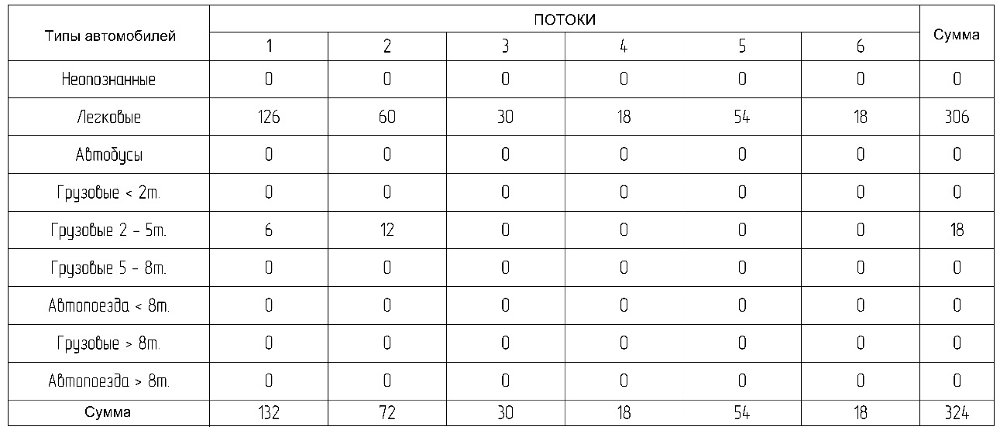 Типы автомобилей ПОТОКИ Сумма
1 2 3 4 5 6
Неопознанные 0 0 0 0 0 0 0
Легковые 126 60 30 18 54 18 306
Автобусы 0 0 0 0 0 0 0
Грузовые < 2т. 0 0 0 0 0 0 0
Грузовые 2 - 5т. 6 12 0 0 0 0 18
Грузовые 5 - 8т. 0 0 0 0 0 0 0
Автопоезда < 8т. 0 0 0 0 0 0 0
Грузовые > 8т. 0 0 0 0 0 0 0
Автопоезда > 8т. 0 0 0 0 0 0 0
Сумма 132 72 30 18 54 18 324